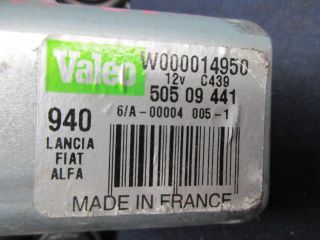 Valeo W000014950
12v C439
505 09 441
940 6/A-00004 005-1
LANCIA
FIAT
ALFA
MADE IN FRANCE